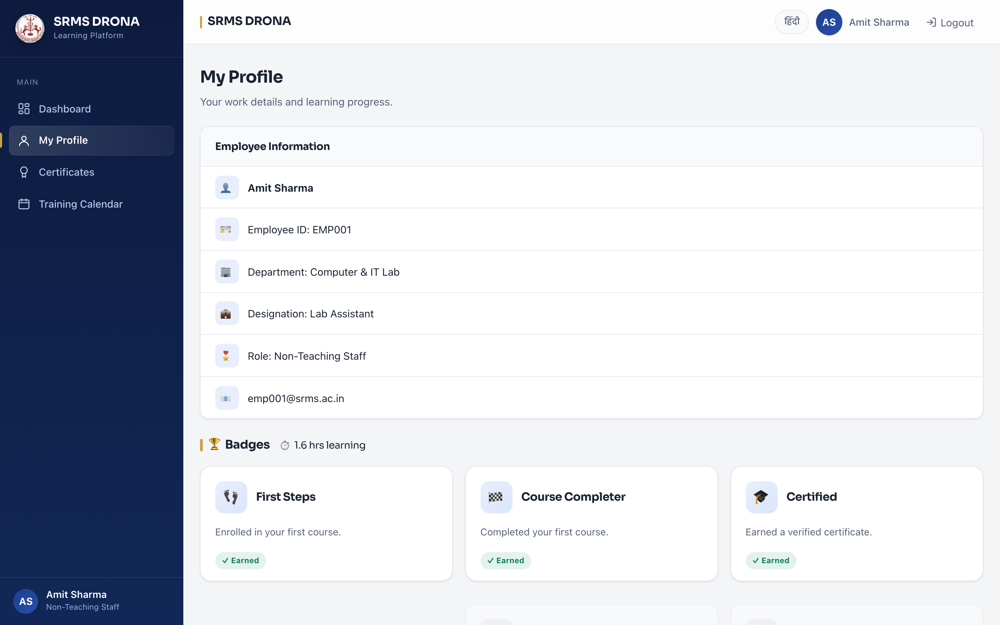 SRMS DRONA
Learning Platform
MAIN
Dashboard
My Profile
Certificates
Training Calendar
AS
Amit Sharma
Non-Teaching Staff
SRMS DRONA
हिंदी
AS
Amit Sharma
Logout
My Profile
Your work details and learning progress.
Employee Information
Amit Sharma
Employee ID: EMP001
Department: Computer & IT Lab
Designation: Lab Assistant
Role: Non-Teaching Staff
emp001@srms.ac.in
Badges
1.6 hrs learning
First Steps
Enrolled in your first course.
✓ Earned
Course Completer
Completed your first course.
✓ Earned
Certified
Earned a verified certificate.
✓ Earned